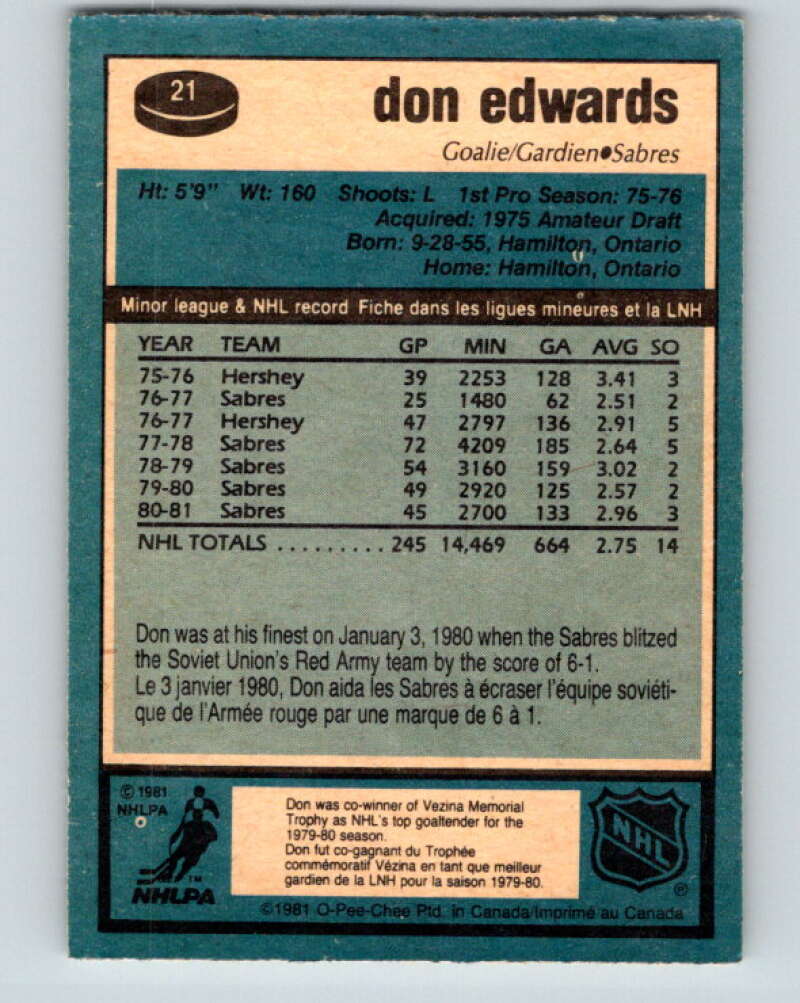 21
don edwards
Goalie/Gardien●Sabres
Ht: 5'9" Wt: 160 Shoots: L 1st Pro Season: 75-76
Acquired: 1975 Amateur Draft
Born: 9-28-55, Hamilton, Ontario
Home: Hamilton, Ontario
Minor league & NHL record Fiche dans les ligues mineures et la LNH
YEAR TEAM GP MIN GA AVG SO
75-76 Hershey 39 2253 128 3.41 3
76-77 Sabres 25 1480 62 2.51 2
76-77 Hershey 47 2797 136 2.91 5
77-78 Sabres 72 4209 185 2.64 5
78-79 Sabres 54 3160 159 3.02 2
79-80 Sabres 49 2920 125 2.57 2
80-81 Sabres 45 2700 133 2.96 3
NHL TOTALS .......... 245 14,469 664 2.75 14
Don was at his finest on January 3, 1980 when the Sabres blitzed
the Soviet Union's Red Army team by the score of 6-1.
Le 3 janvier 1980, Don aida les Sabres à écraser l'équipe soviéti-
que de l'Armée rouge par une marque de 6 à 1.
© 1981
NHLPA
TM
NHLPA
Don was co-winner of Vezina Memorial
Trophy as NHL's top goaltender for the
1979-80 season.
Don fut co-gagnant du Trophée
commémoratif Vézina en tant que meilleur
gardien de la LNH pour la saison 1979-80.
NHL
®
©1981 O-Pee-Chee Ptd. in Canada/Imprimé au Canada